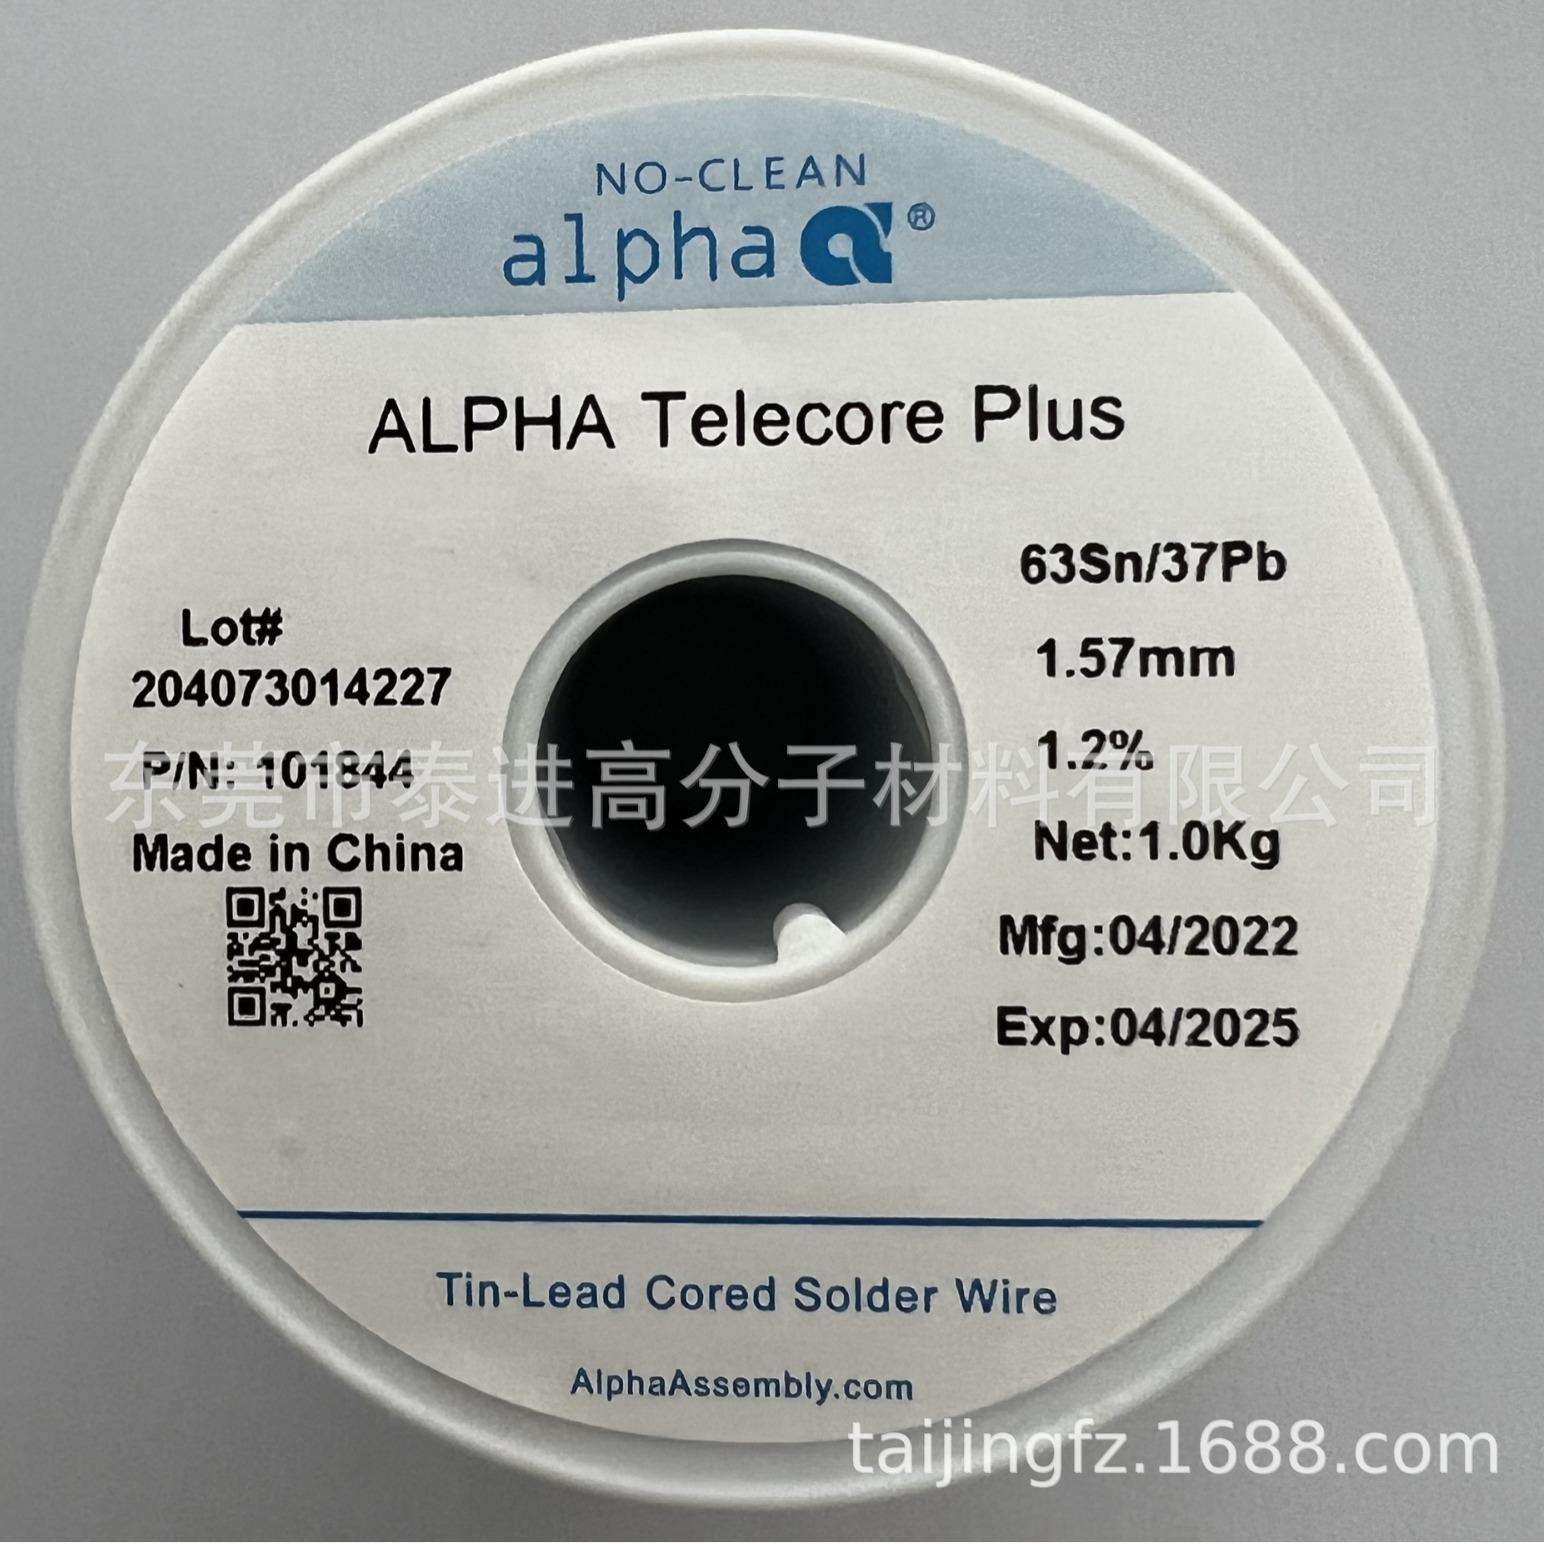 NO-CLEAN
alpha®
ALPHA Telecore Plus
63Sn/37Pb
Lot#
1.57mm
204073014227
1.2%
P/N: 101844
东莞市泰进高分子材料有限公司
Net:1.0Kg
Made in China
Mfg:04/2022
Exp:04/2025
Tin-Lead Cored Solder Wire
AlphaAssembly.com
taijingfz.1688.com